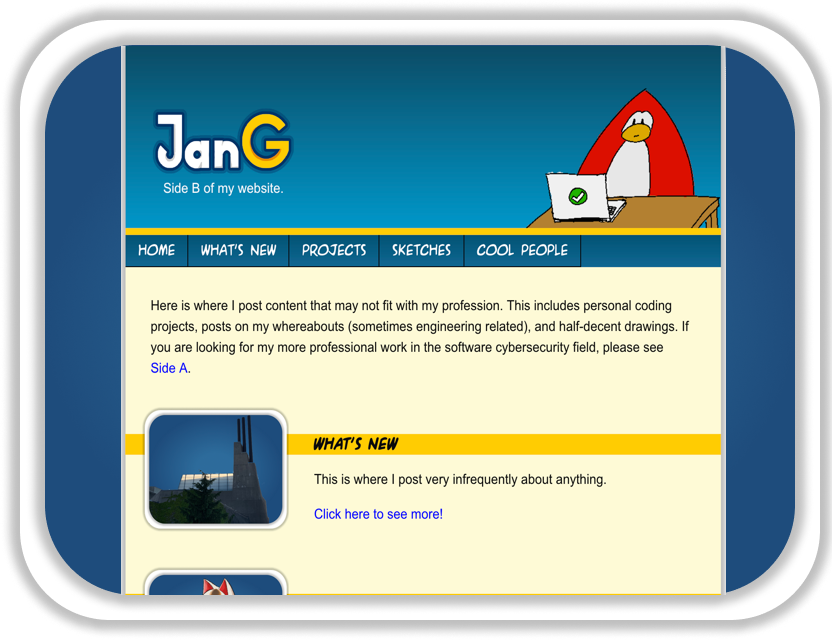 JanG
Side B of my website.
HOME
WHAT'S NEW
PROJECTS
SKETCHES
COOL PEOPLE
Here is where I post content that may not fit with my profession. This includes personal coding
projects, posts on my whereabouts (sometimes engineering related), and half-decent drawings. If
you are looking for my more professional work in the software cybersecurity field, please see
Side A.
WHAT'S NEW
This is where I post very infrequently about anything.
Click here to see more!